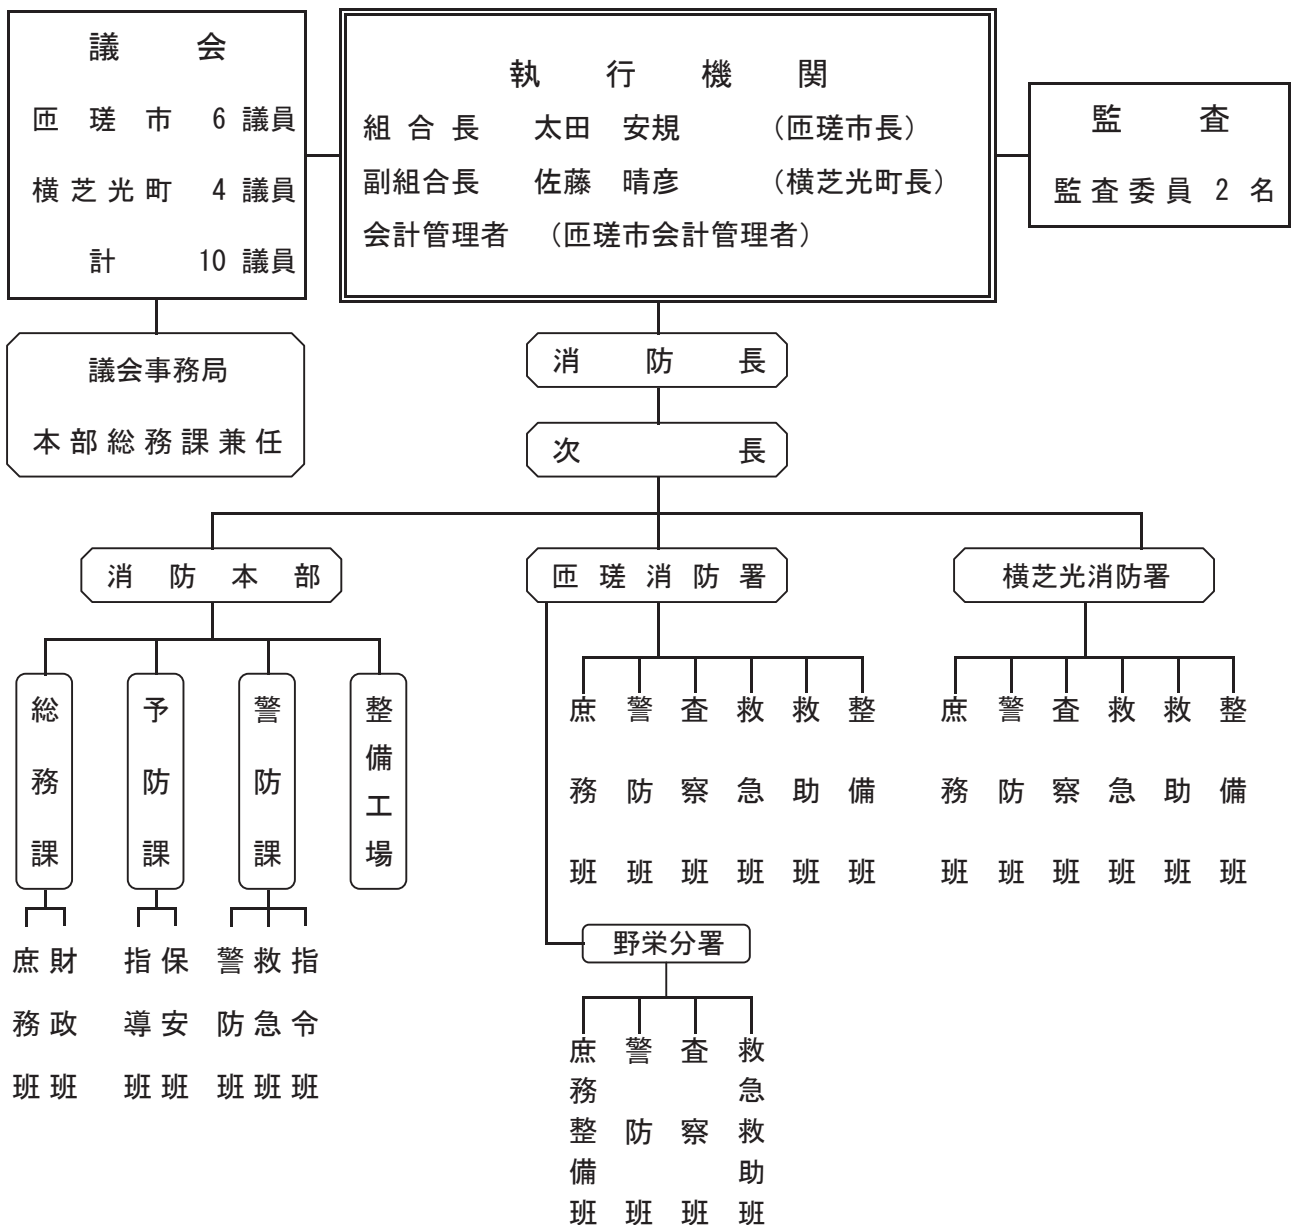 議会
匝瑳市 6 議員
横芝光町 4 議員
計 10 議員
執行機関
組合長 太田 安規 （匝瑳市長）
副組合長 佐藤 晴彦 （横芝光町長）
会計管理者 （匝瑳市会計管理者）
監査
監査委員 2 名
議会事務局
本部総務課兼任
消防長
次長
消防本部
匝瑳消防署
横芝光消防署
総務課
予防課
警防課
整備工場
庶務班
財政班
指導班
保安班
警防班
救急班
指令班
庶務班
警防班
査察班
救急班
救助班
整備班
野栄分署
庶務整備班
警防班
査察班
救急救助班
庶務班
警防班
査察班
救急班
救助班
整備班